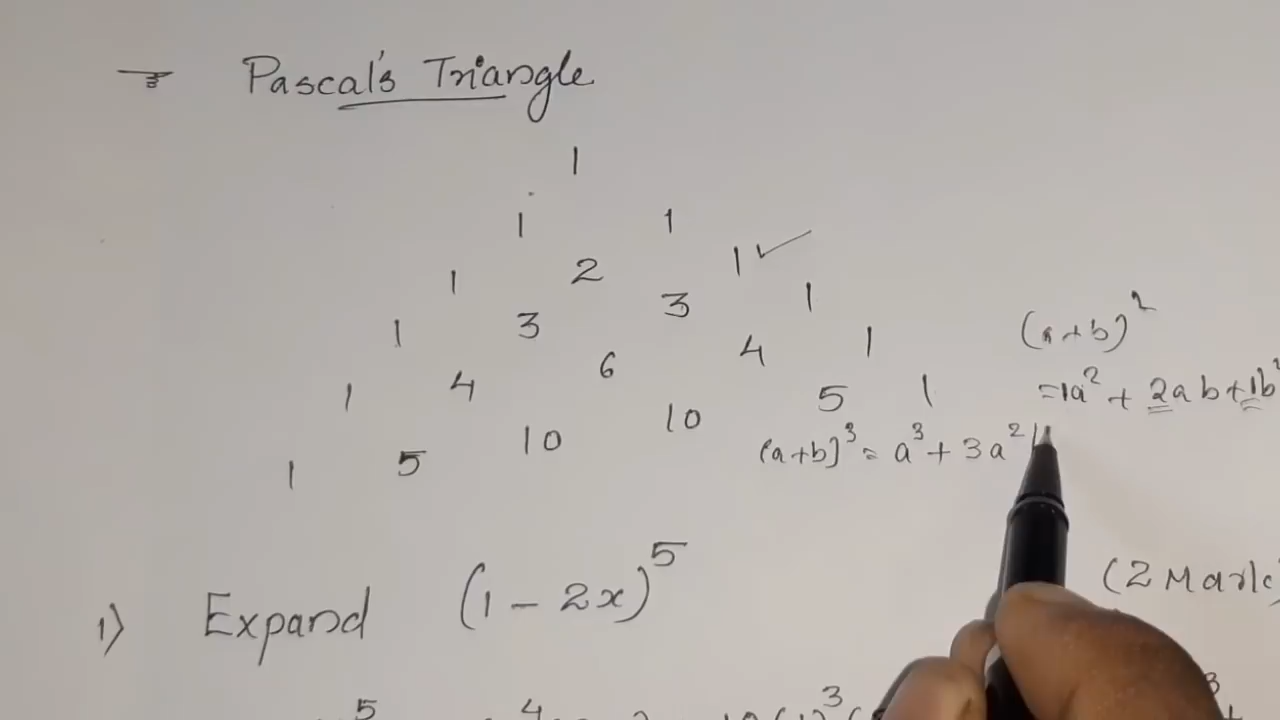 Pascal's Triangle
1
1 1
1 2 1 ✓
1 3 3 1
1 4 6 4 1
1 5 10 10 5 1
(a+b)²
=1a² + 2ab+1b²
(a+b)³ = a³ + 3a²
1) Expand (1 - 2x)⁵
(2 Marks)